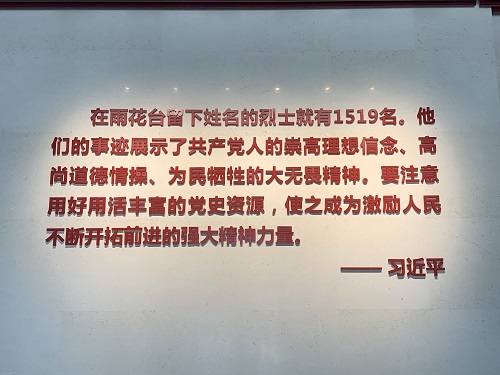 在雨花台留下姓名的烈士就有1519名。他
们的事迹展示了共产党人的崇高理想信念、高
尚道德情操、为民牺牲的大无畏精神。要注意
用好用活丰富的党史资源，使之成为激励人民
不断开拓前进的强大精神力量。
—— 习近平